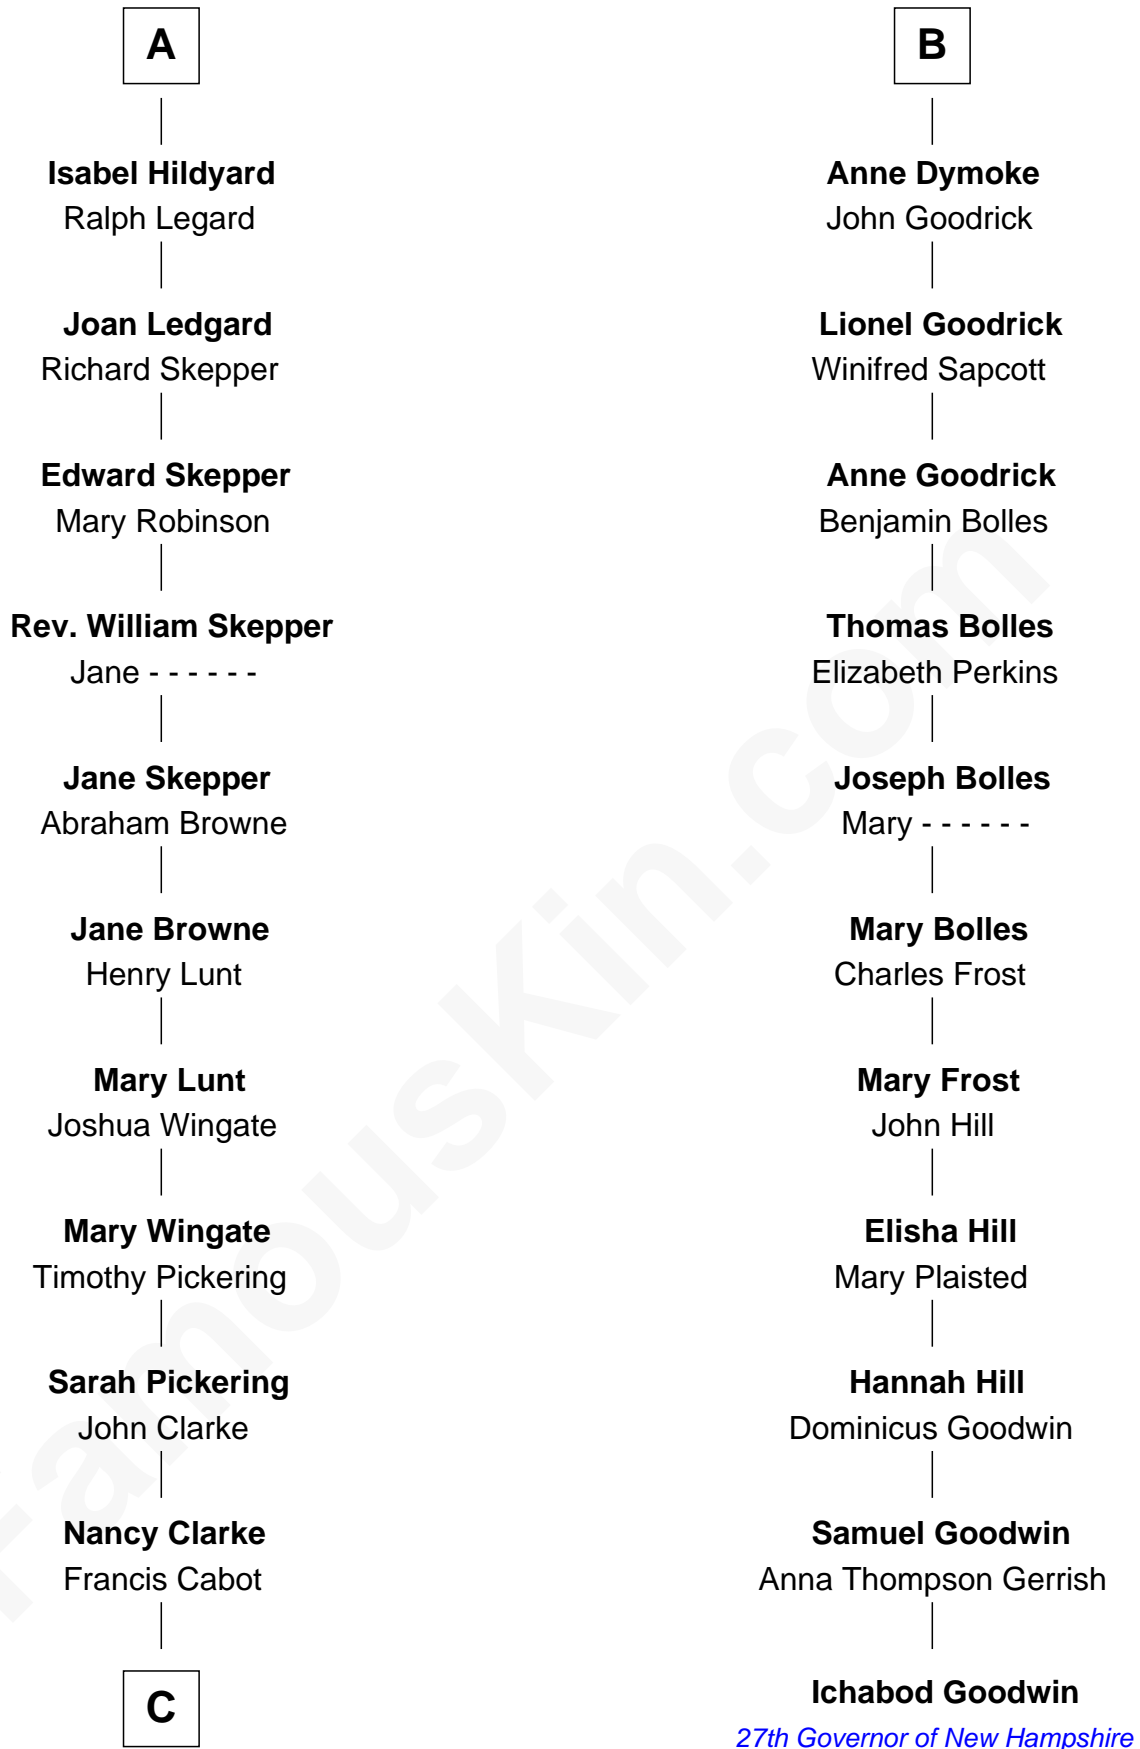 A
Isabel Hildyard
Ralph Legard
Joan Ledgard
Richard Skepper
Edward Skepper
Mary Robinson
Rev. William Skepper
Jane - - - - - -
Jane Skepper
Abraham Browne
Jane Browne
Henry Lunt
Mary Lunt
Joshua Wingate
Mary Wingate
Timothy Pickering
Sarah Pickering
John Clarke
Nancy Clarke
Francis Cabot
C
B
Anne Dymoke
John Goodrick
Lionel Goodrick
Winifred Sapcott
Anne Goodrick
Benjamin Bolles
Thomas Bolles
Elizabeth Perkins
Joseph Bolles
Mary - - - - - -
Mary Bolles
Charles Frost
Mary Frost
John Hill
Elisha Hill
Mary Plaisted
Hannah Hill
Dominicus Goodwin
Samuel Goodwin
Anna Thompson Gerrish
Ichabod Goodwin
27th Governor of New Hampshire
FamousKin.com